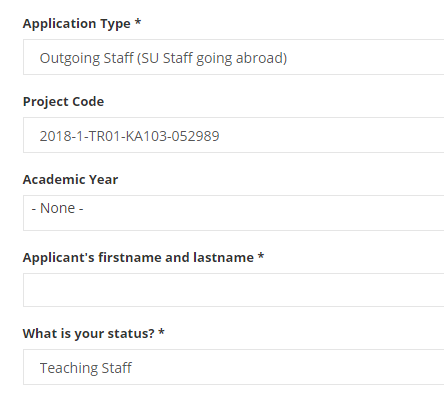 Application Type *
Outgoing Staff (SU Staff going abroad)
Project Code
2018-1-TR01-KA103-052989
Academic Year
- None -
Applicant's firstname and lastname *
What is your status? *
Teaching Staff